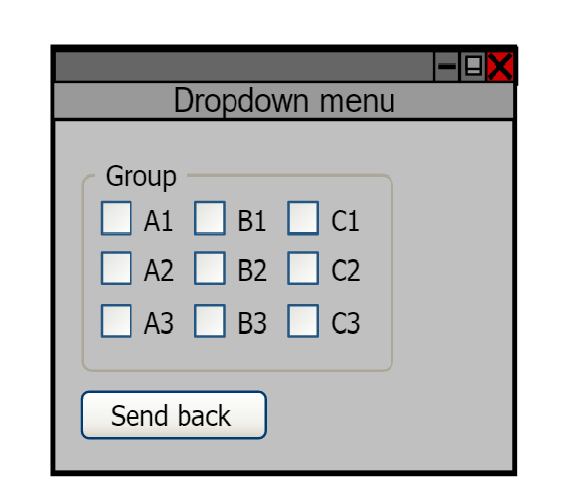 Dropdown menu
Group
A1 B1 C1
A2 B2 C2
A3 B3 C3
Send back